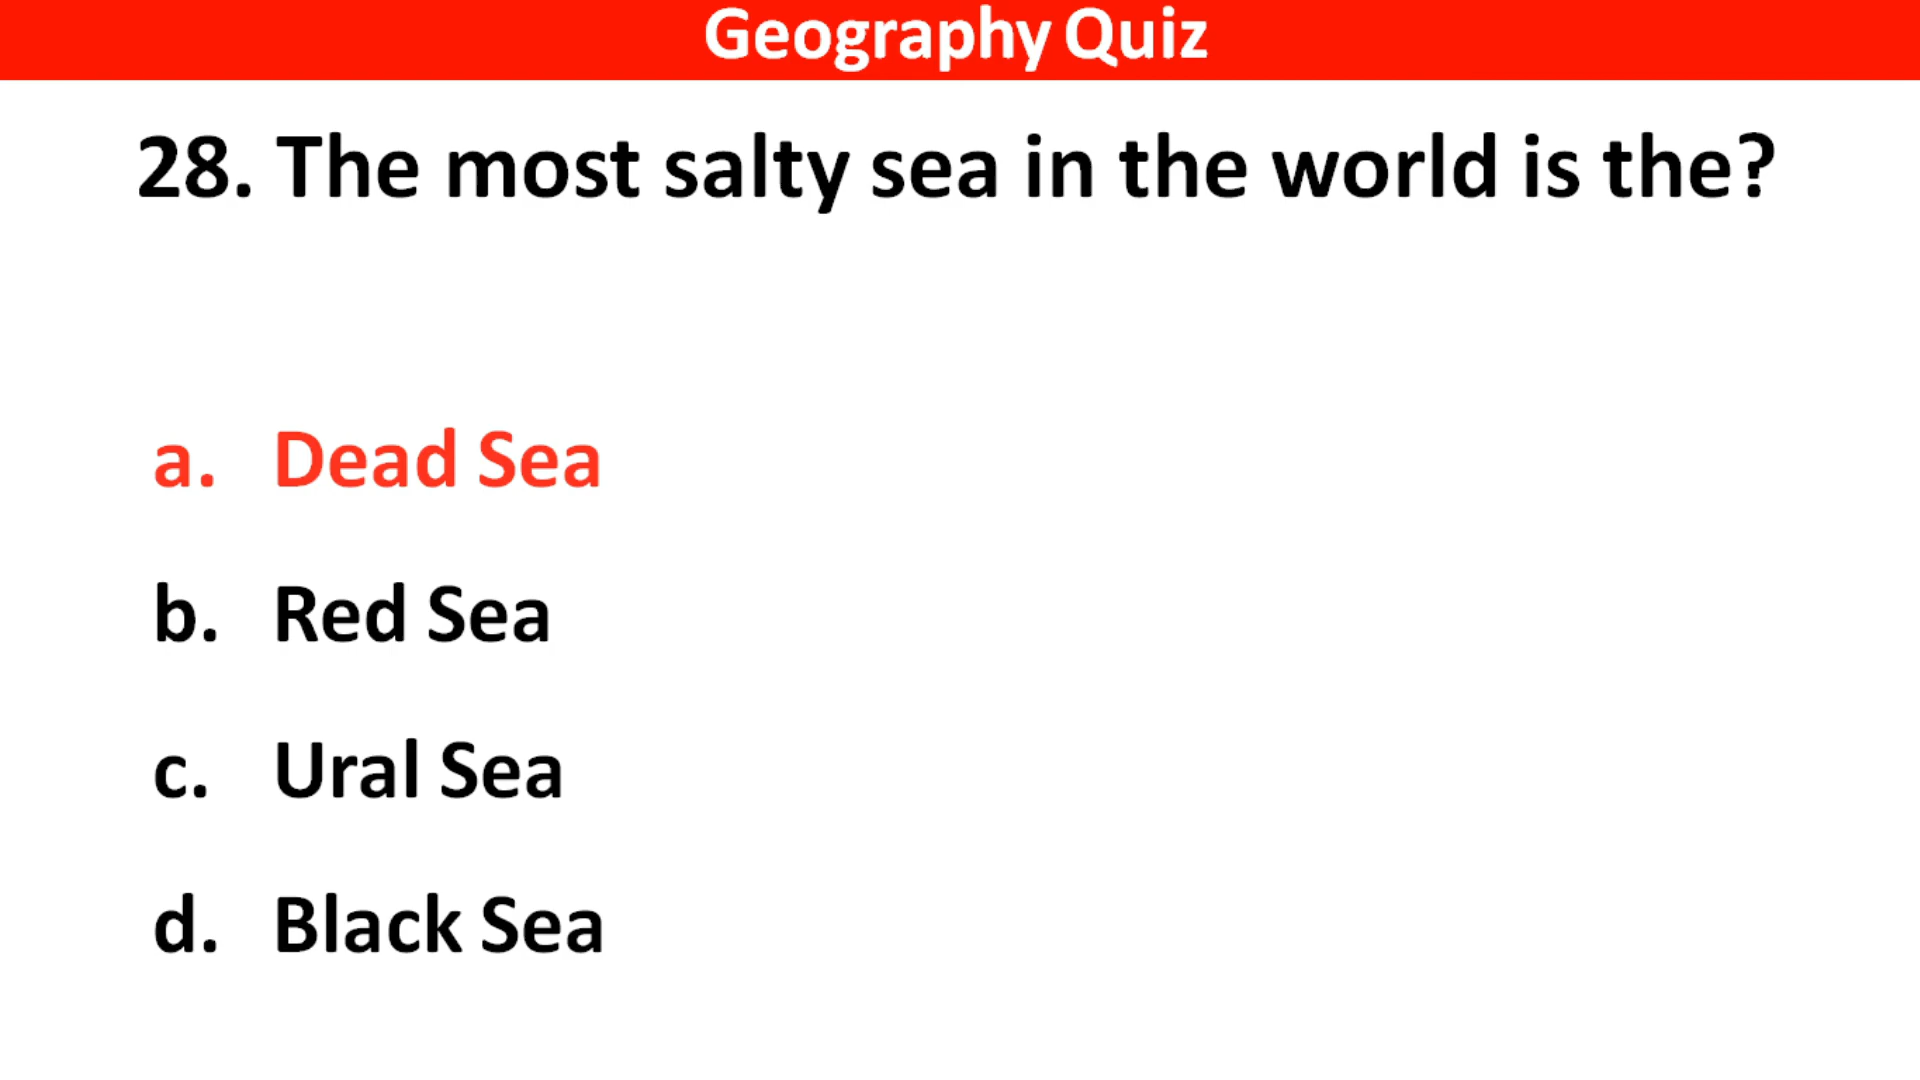 Geography Quiz
28. The most salty sea in the world is the?
a. Dead Sea
b. Red Sea
c. Ural Sea
d. Black Sea